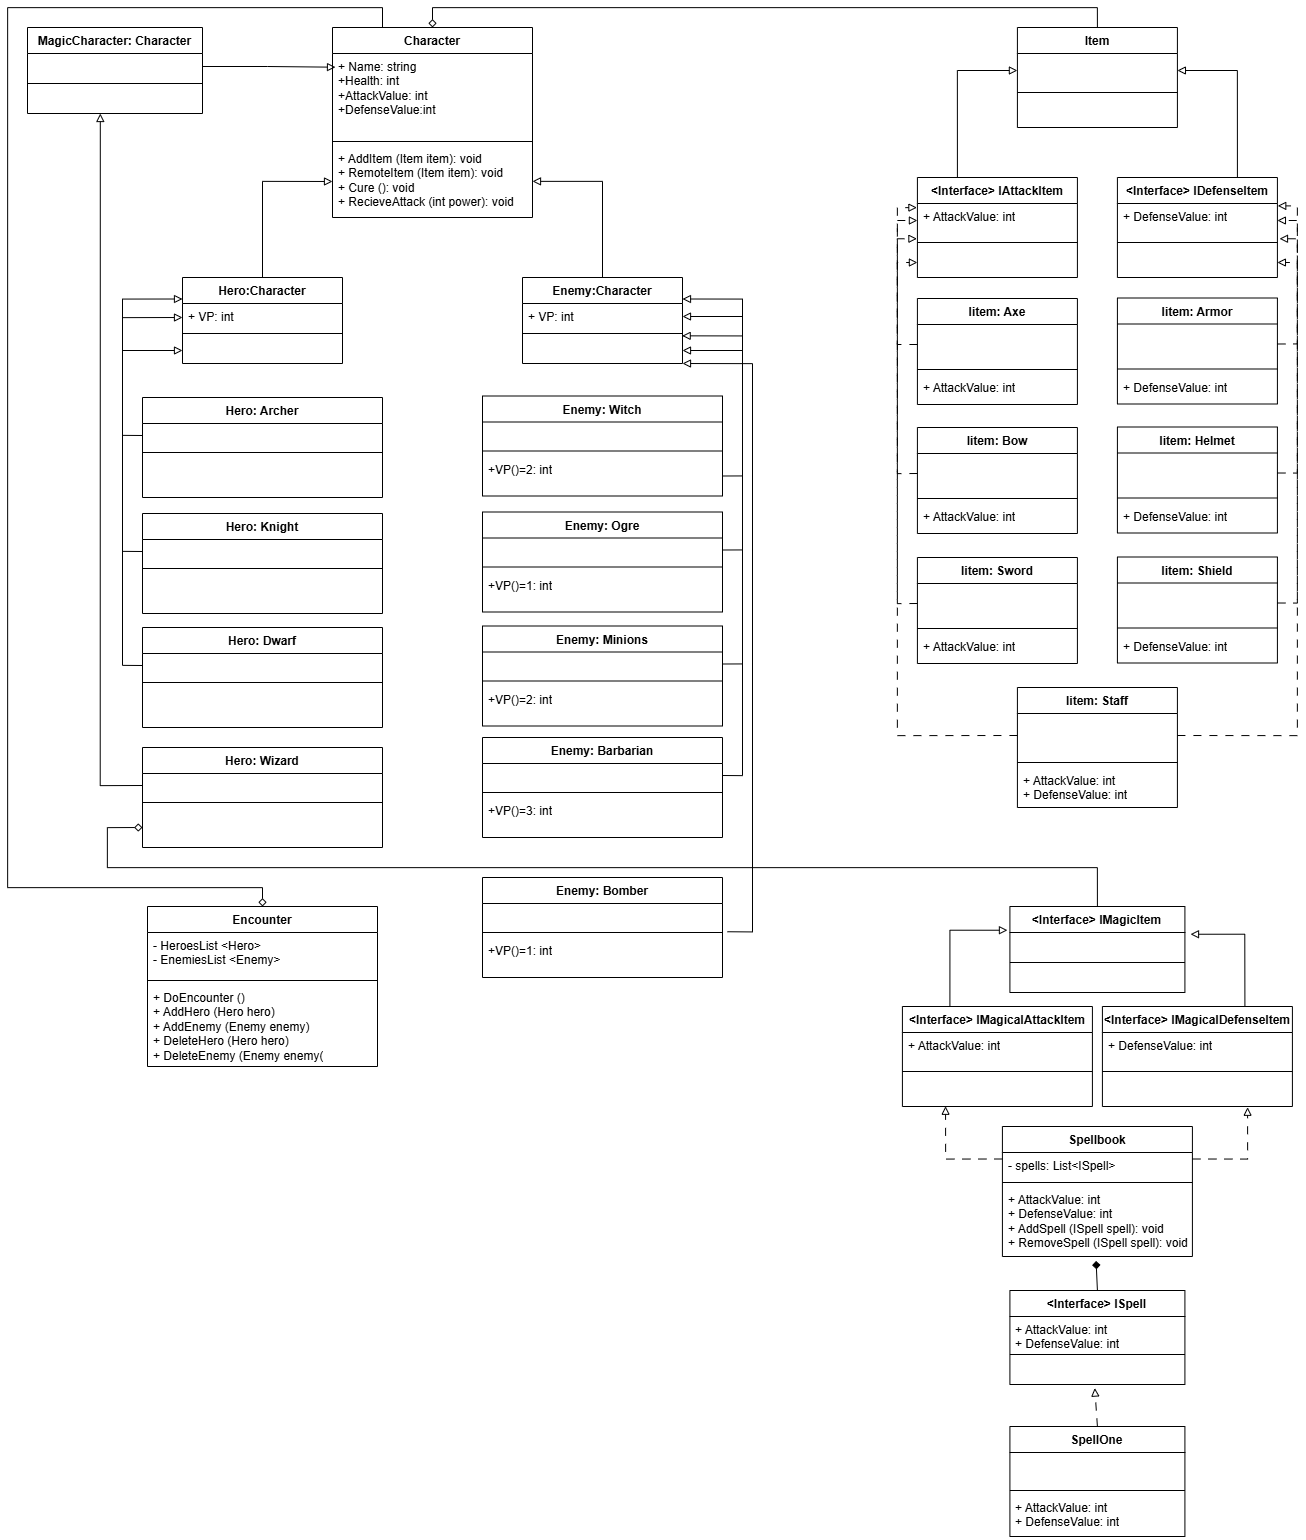 MagicCharacter: Character
Character
+ Name: string
+Health: int
+AttackValue: int
+DefenseValue:int
+ AddItem (Item item): void
+ RemoteItem (Item item): void
+ Cure (): void
+ RecieveAttack (int power): void
Item
<Interface> IAttackItem
+ AttackValue: int
<Interface> IDefenseItem
+ DefenseValue: int
Hero:Character
+ VP: int
Enemy:Character
+ VP: int
Iitem: Axe
+ AttackValue: int
Iitem: Armor
+ DefenseValue: int
Hero: Archer
Enemy: Witch
+VP()=2: int
Iitem: Bow
+ AttackValue: int
Iitem: Helmet
+ DefenseValue: int
Hero: Knight
Enemy: Ogre
+VP()=1: int
Iitem: Sword
+ AttackValue: int
Iitem: Shield
+ DefenseValue: int
Hero: Dwarf
Enemy: Minions
+VP()=2: int
Iitem: Staff
+ AttackValue: int
+ DefenseValue: int
Hero: Wizard
Enemy: Barbarian
+VP()=3: int
Enemy: Bomber
+VP()=1: int
Encounter
- HeroesList <Hero>
- EnemiesList <Enemy>
+ DoEncounter ()
+ AddHero (Hero hero)
+ AddEnemy (Enemy enemy)
+ DeleteHero (Hero hero)
+ DeleteEnemy (Enemy enemy(
<Interface> IMagicItem
<Interface> IMagicalAttackItem
+ AttackValue: int
<Interface> IMagicalDefenseItem
+ DefenseValue: int
Spellbook
- spells: List<ISpell>
+ AttackValue: int
+ DefenseValue: int
+ AddSpell (ISpell spell): void
+ RemoveSpell (ISpell spell): void
<Interface> ISpell
+ AttackValue: int
+ DefenseValue: int
SpellOne
+ AttackValue: int
+ DefenseValue: int